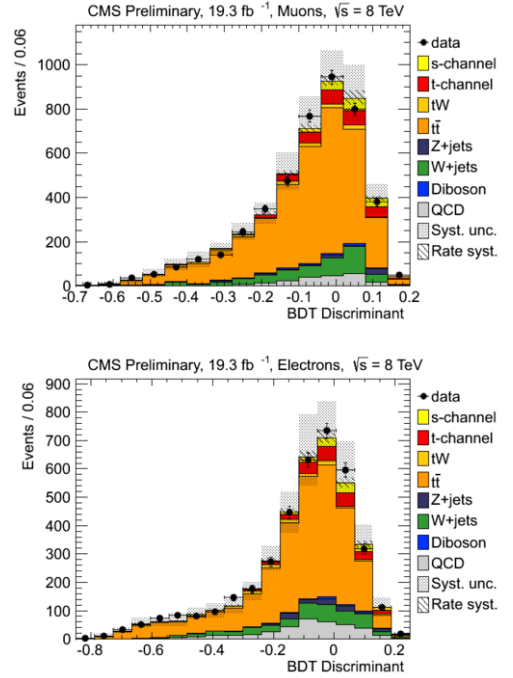 CMS Preliminary, 19.3 fb⁻¹, Muons, √s = 8 TeV
Events / 0.06
1000
800
600
400
200
0
-0.7 -0.6 -0.5 -0.4 -0.3 -0.2 -0.1 0 0.1 0.2
BDT Discriminant
data
s-channel
t-channel
tW
tt̄
Z+jets
W+jets
Diboson
QCD
Syst. unc.
Rate syst.
CMS Preliminary, 19.3 fb⁻¹, Electrons, √s = 8 TeV
Events / 0.06
900
800
700
600
500
400
300
200
100
0
-0.8 -0.6 -0.4 -0.2 0 0.2
BDT Discriminant
data
s-channel
t-channel
tW
tt̄
Z+jets
W+jets
Diboson
QCD
Syst. unc.
Rate syst.